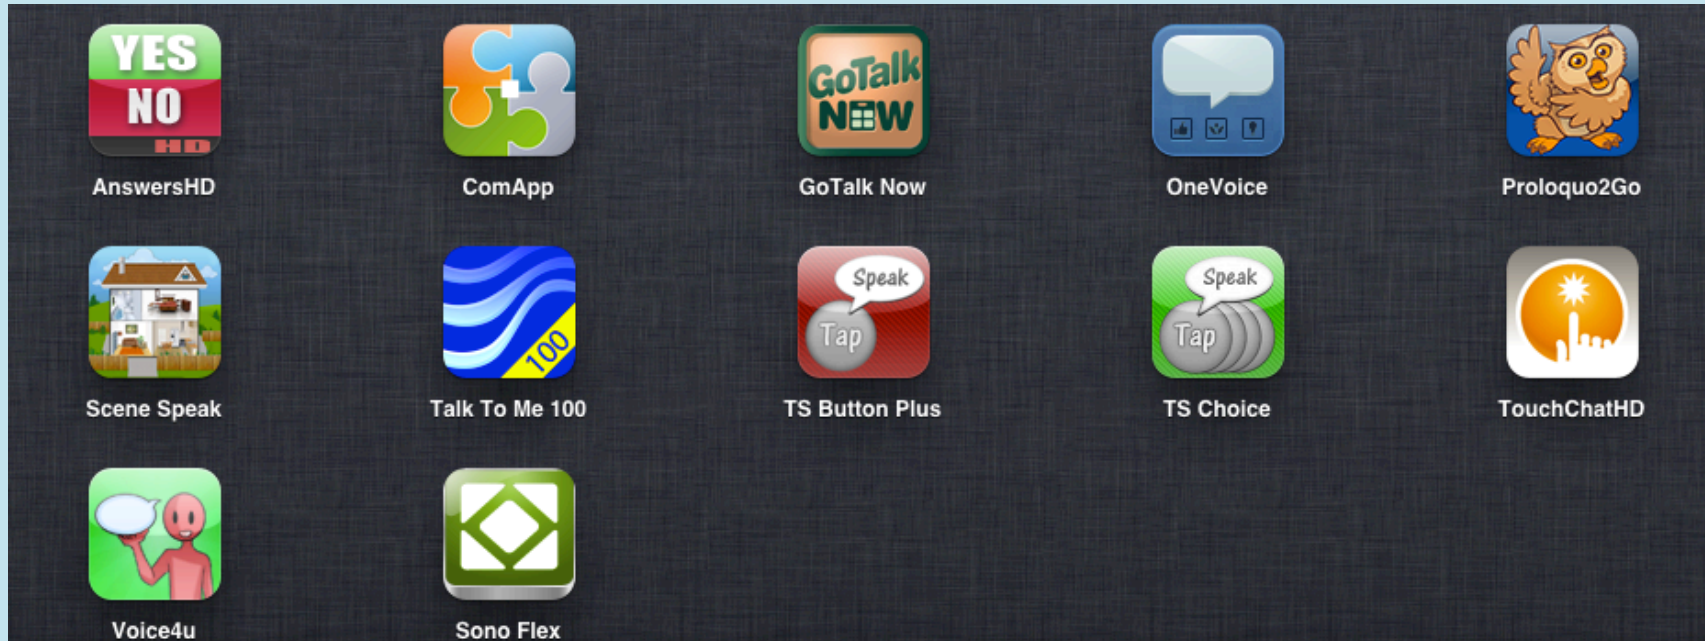 YES
NO
HD
AnswersHD
ComApp
GoTalk
NOW
GoTalk Now
OneVoice
Proloquo2Go
Scene Speak
100
Talk To Me 100
Speak
Tap
TS Button Plus
Speak
Tap
TS Choice
TouchChatHD
Voice4u
Sono Flex